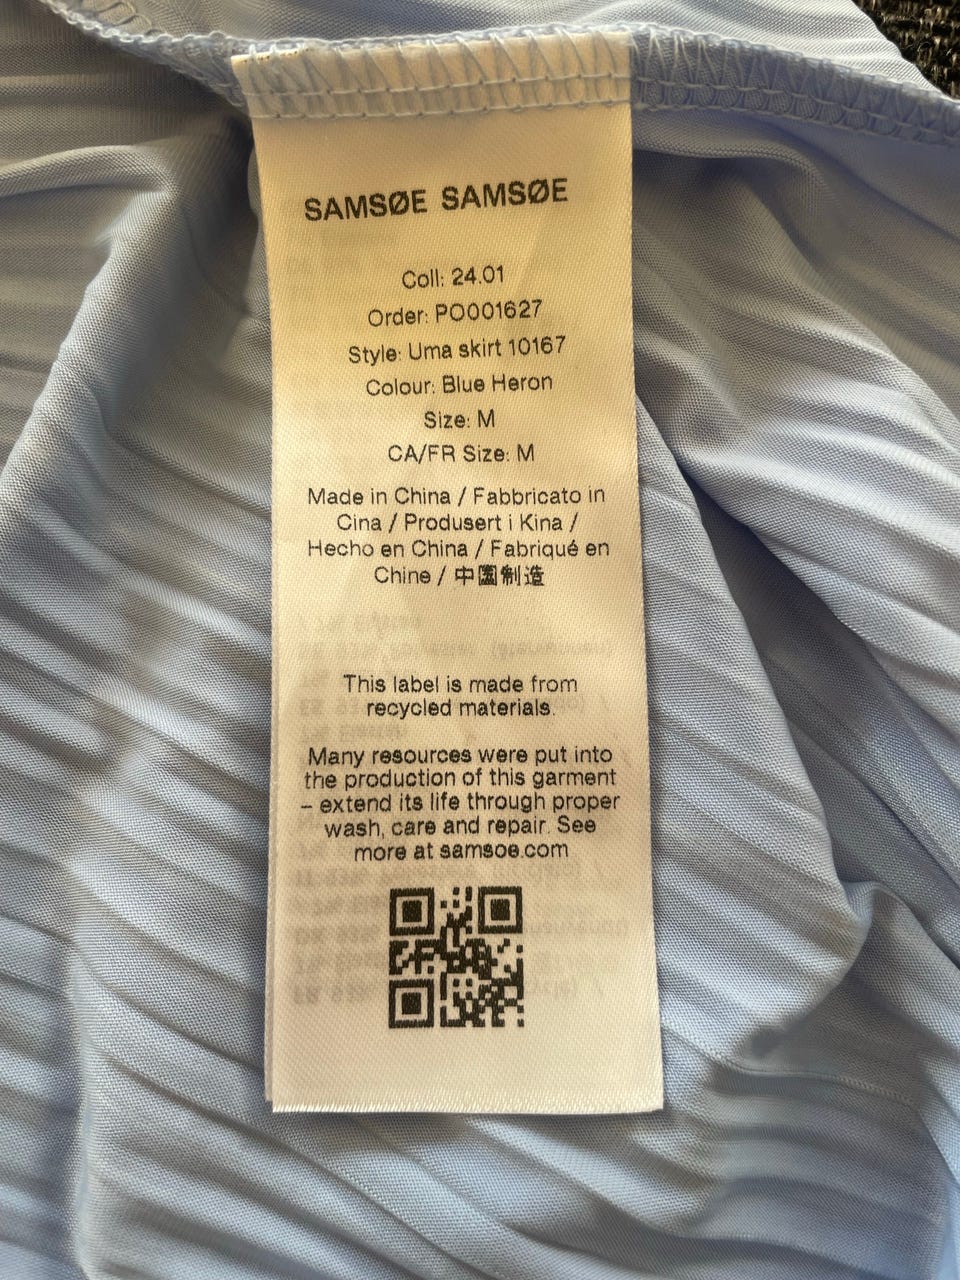 SAMSØE SAMSØE
Coll: 24.01
Order: PO001627
Style: Uma skirt 10167
Colour: Blue Heron
Size: M
CA/FR Size: M
Made in China / Fabbricato in
Cina / Produsert i Kina /
Hecho en China / Fabriqué en
Chine / 中國制造
This label is made from
recycled materials.
Many resources were put into
the production of this garment
– extend its life through proper
wash, care and repair. See
more at samsoe.com